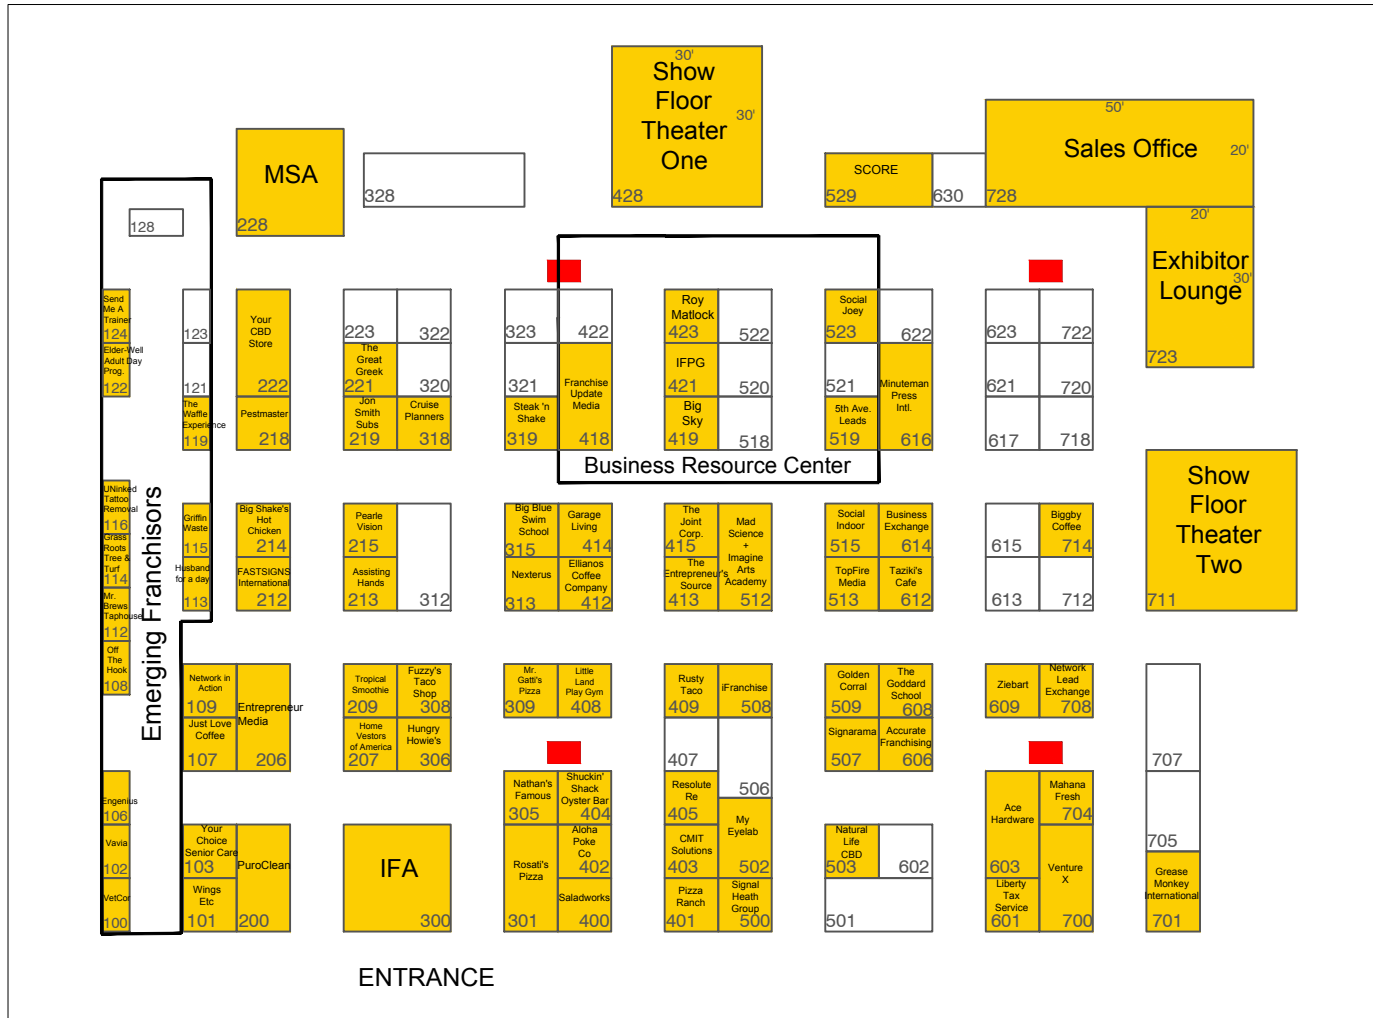 30'
Show
Floor
Theater
One
30'
428
50'
Sales Office
20'
728
MSA
228
328
SCORE
529
630
20'
Exhibitor
Lounge
30'
723
128
Send
Me A
Trainer
124
Elder-Well
Adult Day
Prog.
122
123
121
The
Waffle
Experience
119
Your
CBD
Store
222
Pestmaster
218
223
322
The
Great
Greek
221
320
Jon
Smith
Subs
219
Cruise
Planners
318
323
422
321
Franchise
Update
Media
418
Steak 'n
Shake
319
Roy
Matlock
423
522
IFPG
421
520
Big
Sky
419
518
Social
Joey
523
622
521
Minuteman
Press
Intl.
616
5th Ave.
Leads
519
623
722
621
720
617
718
Business Resource Center
Show
Floor
Theater
Two
711
Emerging Franchisors
UNinked
Tattoo
Removal
116
Grass
Roots
Tree &
Turf
114
Mr.
Brews
Taphouse
112
Off
The
Hook
108
Griffin
Waste
115
Husband
for a day
113
Big Shake's
Hot
Chicken
214
FASTSIGNS
International
212
Pearle
Vision
215
Assisting
Hands
213
312
Big Blue
Swim
School
315
Garage
Living
414
Nexterus
313
Ellianos
Coffee
Company
412
The
Joint
Corp.
415
Mad
Science
+
Imagine
Arts
Academy
512
The
Entrepreneur's
Source
413
Social
Indoor
515
Business
Exchange
614
TopFire
Media
513
Taziki's
Cafe
612
615
Biggby
Coffee
714
613
712
Network in
Action
109
Entrepreneur
Media
206
Just Love
Coffee
107
Tropical
Smoothie
209
Fuzzy's
Taco
Shop
308
Home
Vestors
of America
207
Hungry
Howie's
306
Mr.
Gatti's
Pizza
309
Little
Land
Play Gym
408
Rusty
Taco
409
iFranchise
508
407
506
Golden
Corral
509
The
Goddard
School
608
Signarama
507
Accurate
Franchising
606
Ziebart
609
Network
Lead
Exchange
708
707
705
Grease
Monkey
International
701
Engenius
106
Vavia
102
VetCor
100
Your
Choice
Senior Care
103
Wings
Etc
101
PuroClean
200
IFA
300
Nathan's
Famous
305
Shuckin'
Shack
Oyster Bar
404
Rosati's
Pizza
301
Aloha
Poke
Co
402
Saladworks
400
Resolute
Re
405
My
Eyelab
502
CMIT
Solutions
403
Pizza
Ranch
401
Signal
Heath
Group
500
Natural
Life
CBD
503
602
501
Ace
Hardware
603
Mahana
Fresh
704
Liberty
Tax
Service
601
Venture
X
700
ENTRANCE